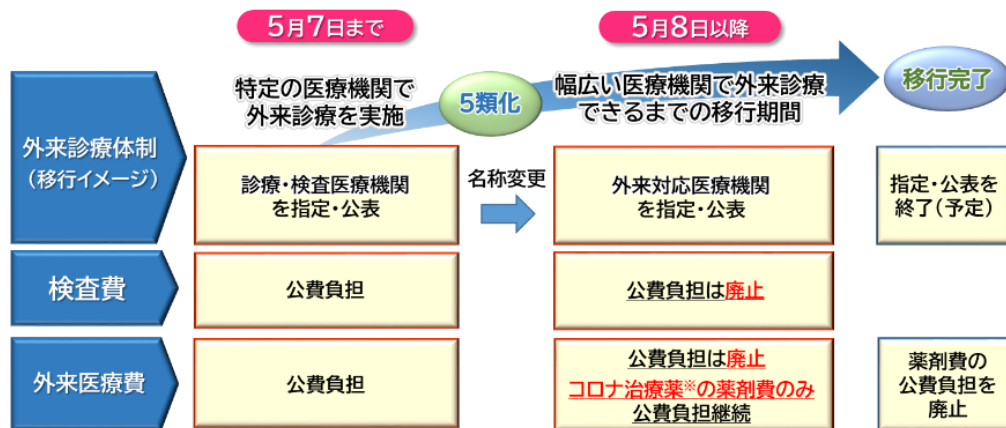 5月7日まで
5月8日以降
外来診療体制
（移行イメージ）
特定の医療機関で
外来診療を実施
5類化
幅広い医療機関で外来診療
できるまでの移行期間
移行完了
診療・検査医療機関
を指定・公表
名称変更
外来対応医療機関
を指定・公表
指定・公表を
終了（予定）
検査費
公費負担
公費負担は廃止
外来医療費
公費負担
公費負担は廃止
コロナ治療薬※の薬剤費のみ
公費負担継続
薬剤費の
公費負担を
廃止